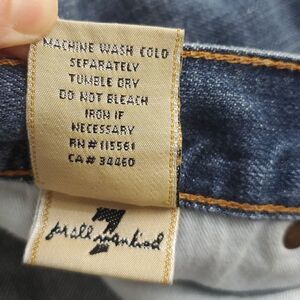 MACHINE WASH COLD
SEPARATELY
TUMBLE DRY
DO NOT BLEACH
IRON IF
NECESSARY
RN#115561
CA# 34460
7
for all mankind